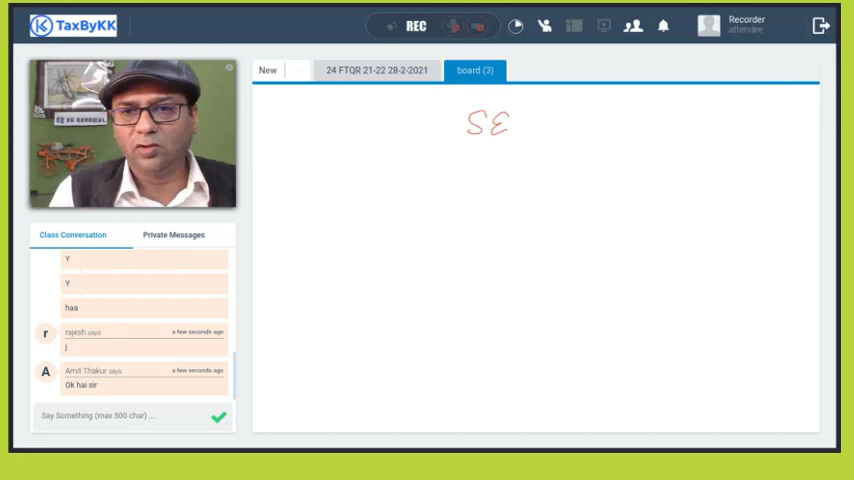 TaxByKK
REC
Recorder
attendee
New
24 FTQR 21-22 28-2-2021
board (3)
SE
Class Conversation
Private Messages
Y
Y
haa
r
rajesh says:
a few seconds ago
j
A
Amit Thakur says:
a few seconds ago
Ok hai sir
Say Something (max 500 char) ...